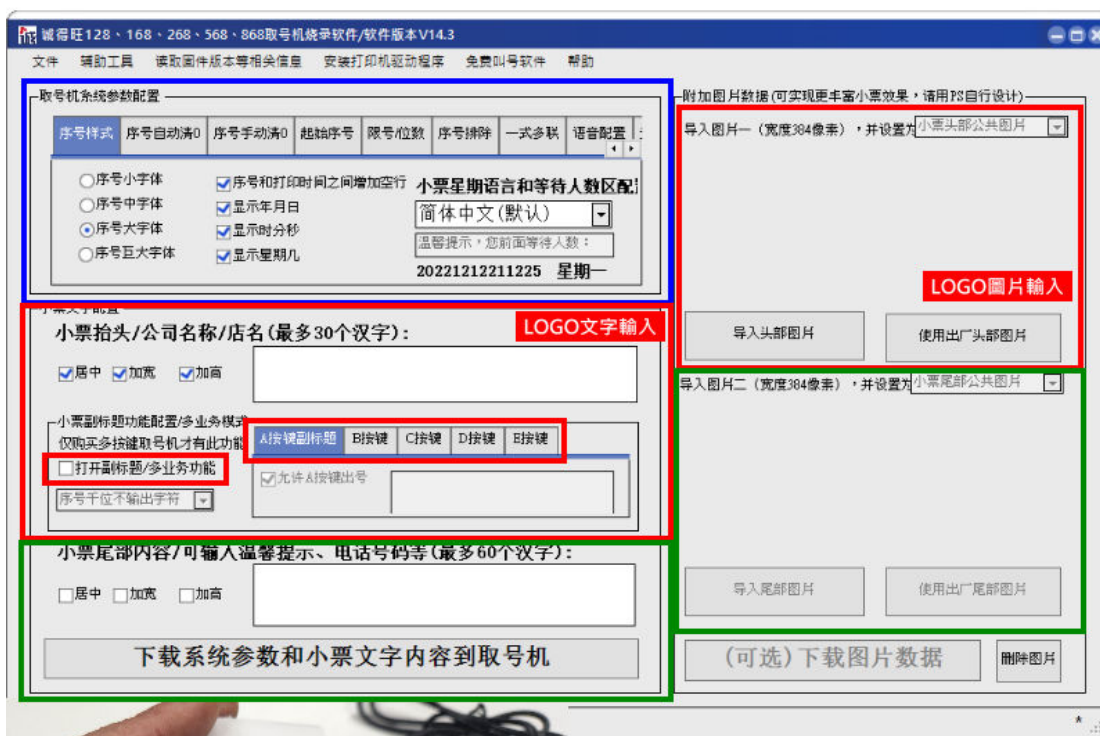 誠得旺128、168、268、568、868取号机烧录软件/软件版本V14.3
文件 辅助工具 读取固件版本等相关信息 安装打印机驱动程序 免费叫号软件 帮助
取号机系统参数配置
序号样式 序号自动清0 序号手动清0 起始序号 限号/位数 序号排除 一式多联 语音配置
序号小字体
序号中字体
序号大字体
序号巨大字体
序号和打印时间之间增加空行
显示年月日
显示时分秒
显示星期几
小票星期语言和等待人数区配
简体中文(默认)
温馨提示，您前面等待人数：
20221212211225 星期一
小票文字配置
小票抬头/公司名称/店名(最多30个汉字):
LOGO文字輸入
居中 加宽 加高
小票副标题功能配置/多业务模式
仅购买多按键取号机才有此功能
打开副标题/多业务功能
序号千位不输出字符
A按键副标题 B按键 C按键 D按键 E按键
允许A按键出号
小票尾部内容/可输入温馨提示、电话号码等(最多60个汉字):
居中 加宽 加高
下载系统参数和小票文字内容到取号机
附加图片数据(可实现更丰富小票效果，请用PS自行设计)
导入图片一（宽度384像素），并设置为 小票头部公共图片
LOGO圖片輸入
导入头部图片 使用出厂头部图片
导入图片二（宽度384像素），并设置为 小票尾部公共图片
导入尾部图片 使用出厂尾部图片
(可选)下载图片数据 删除图片